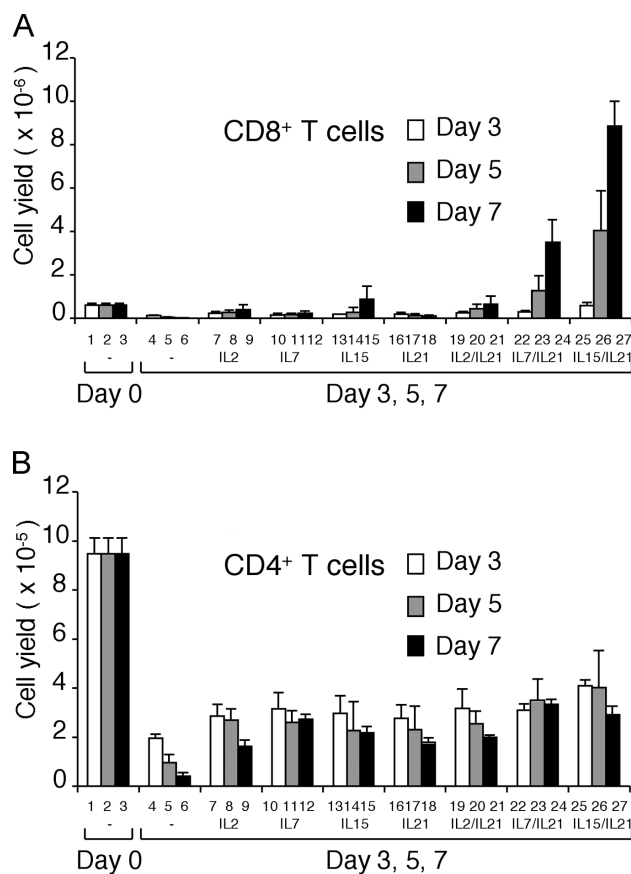 A
Cell yield ( x 10⁻⁶)
12
10
8
6
4
2
0
CD8⁺ T cells
Day 3
Day 5
Day 7
1 2 3 4 5 6 7 8 9 10 11 12 13 14 15 16 17 18 19 20 21 22 23 24 25 26 27
- - IL2 IL7 IL15 IL21 IL2/IL21 IL7/IL21 IL15/IL21
Day 0 Day 3, 5, 7
B
Cell yield ( x 10⁻⁵)
12
10
8
6
4
2
0
CD4⁺ T cells
Day 3
Day 5
Day 7
1 2 3 4 5 6 7 8 9 10 11 12 13 14 15 16 17 18 19 20 21 22 23 24 25 26 27
- - IL2 IL7 IL15 IL21 IL2/IL21 IL7/IL21 IL15/IL21
Day 0 Day 3, 5, 7